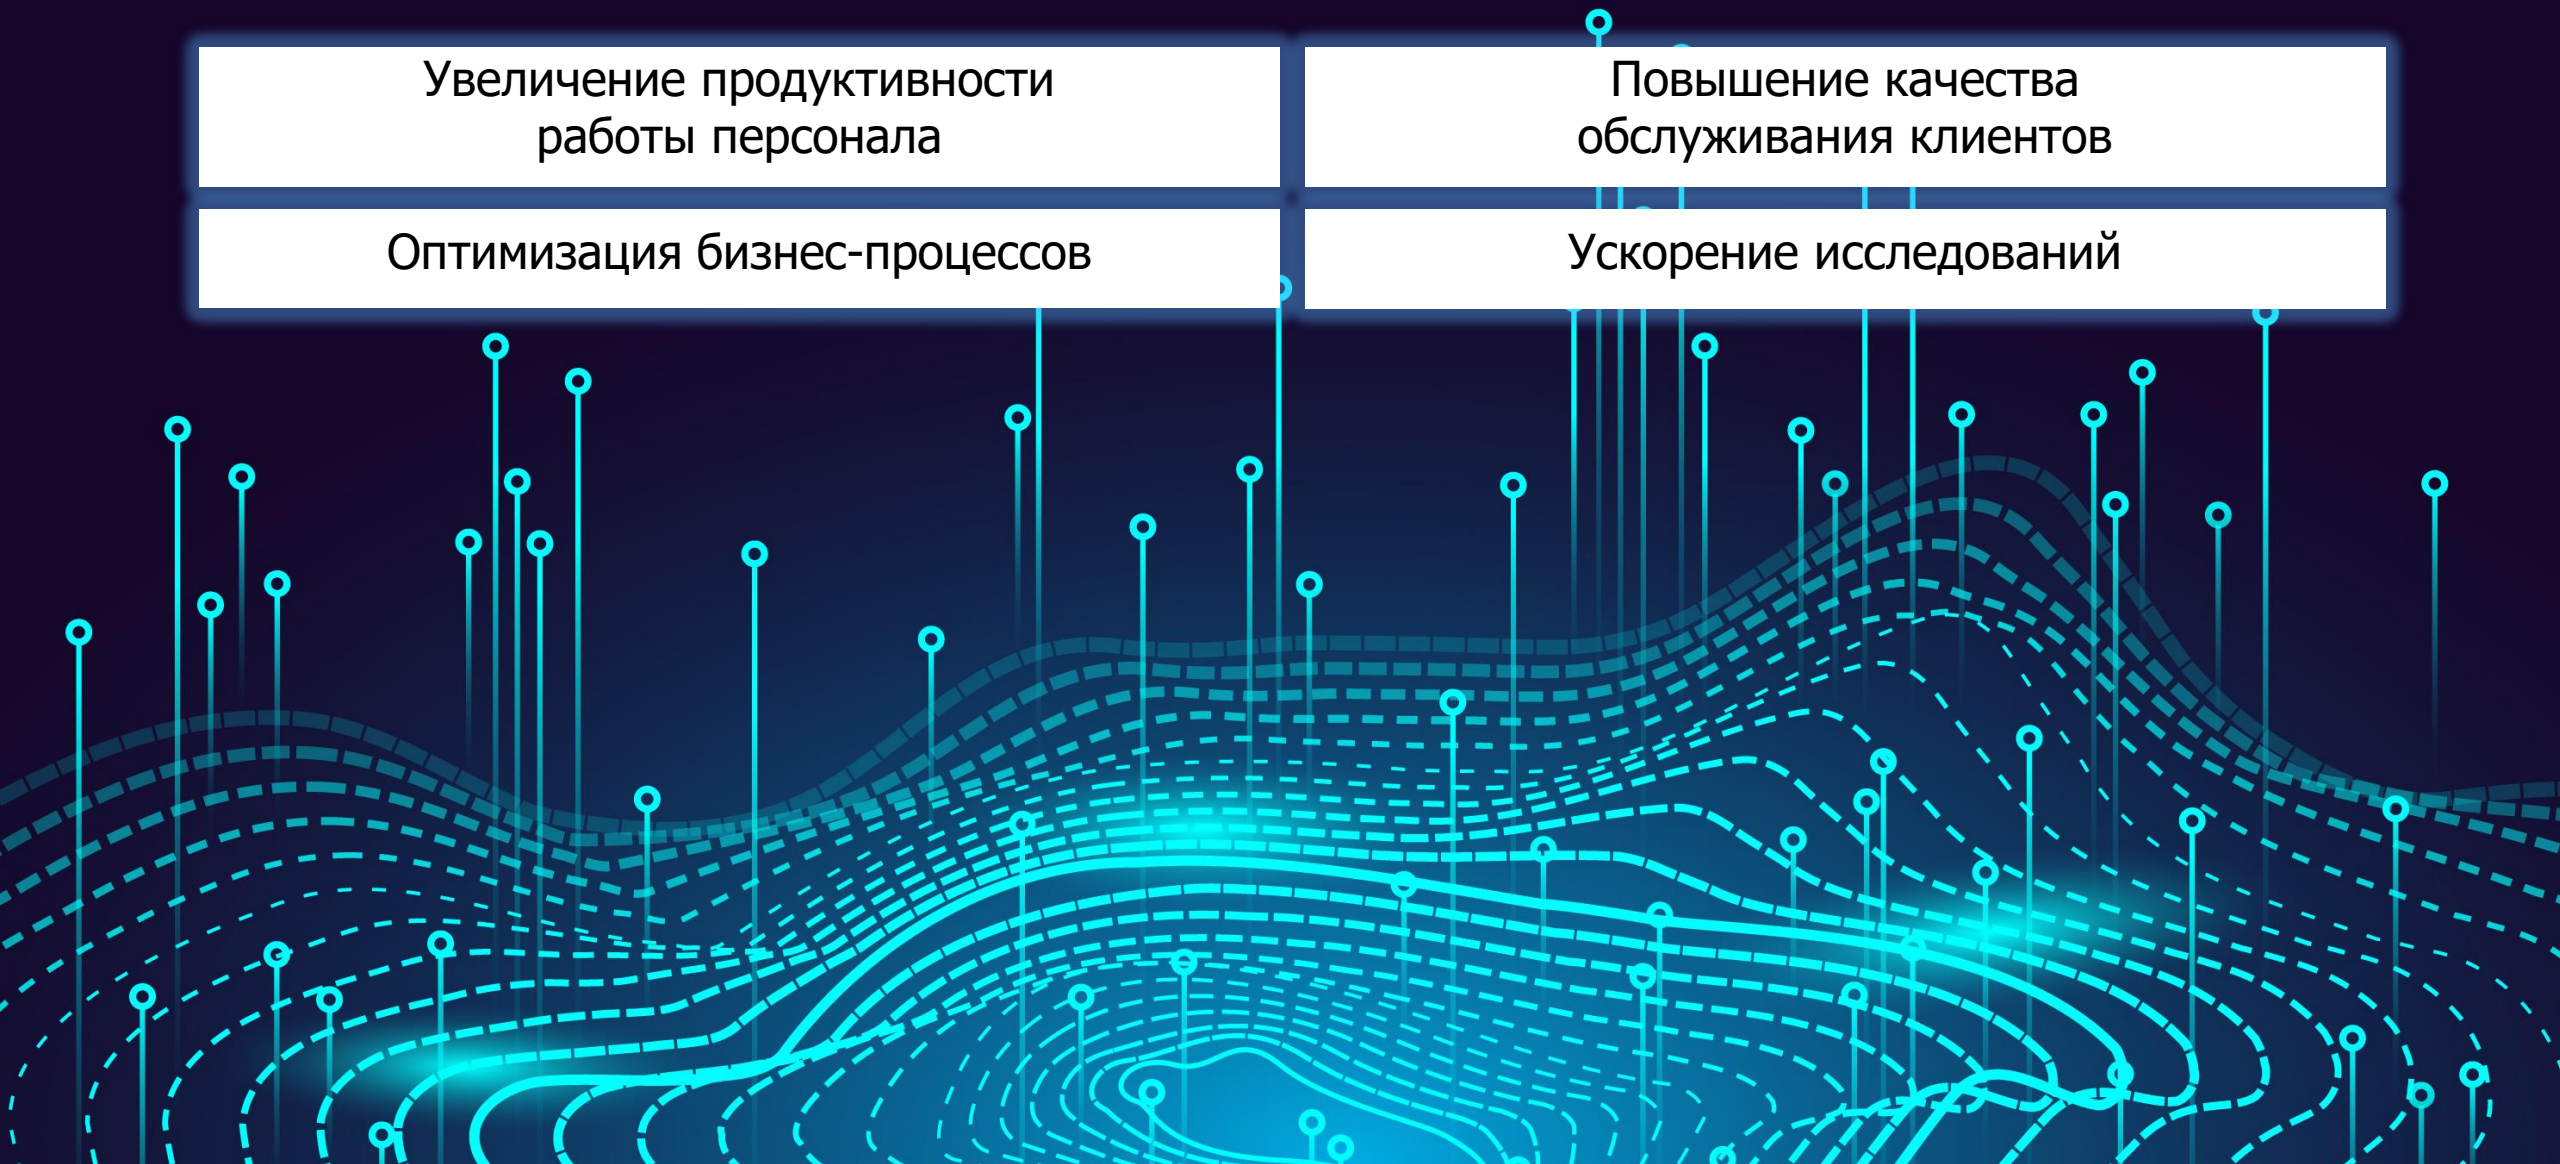 Увеличение продуктивности
работы персонала
Повышение качества
обслуживания клиентов
Оптимизация бизнес-процессов
Ускорение исследований